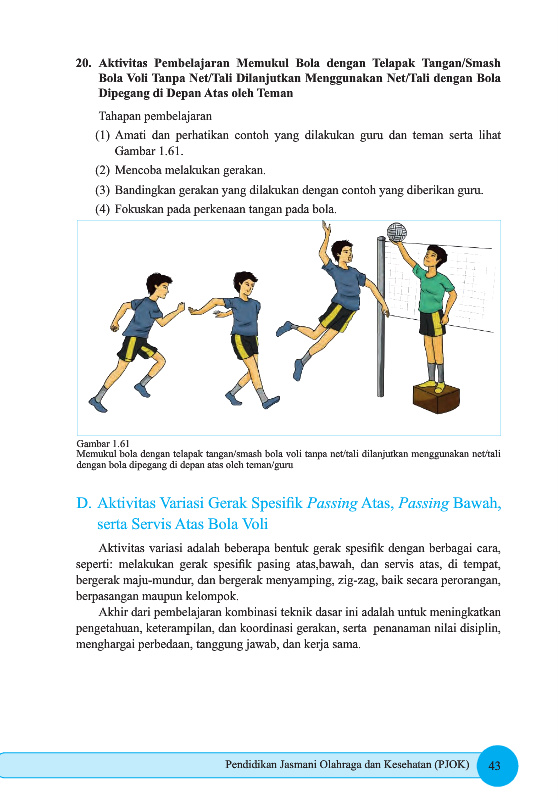 20. Aktivitas Pembelajaran Memukul Bola dengan Telapak Tangan/Smash
Bola Voli Tanpa Net/Tali Dilanjutkan Menggunakan Net/Tali dengan Bola
Dipegang di Depan Atas oleh Teman
Tahapan pembelajaran
(1) Amati dan perhatikan contoh yang dilakukan guru dan teman serta lihat
Gambar 1.61.
(2) Mencoba melakukan gerakan.
(3) Bandingkan gerakan yang dilakukan dengan contoh yang diberikan guru.
(4) Fokuskan pada perkenaan tangan pada bola.
Gambar 1.61
Memukul bola dengan telapak tangan/smash bola voli tanpa net/tali dilanjutkan menggunakan net/tali
dengan bola dipegang di depan atas oleh teman/guru
D. Aktivitas Variasi Gerak Spesifik Passing Atas, Passing Bawah,
serta Servis Atas Bola Voli
Aktivitas variasi adalah beberapa bentuk gerak spesifik dengan berbagai cara,
seperti: melakukan gerak spesifik pasing atas,bawah, dan servis atas, di tempat,
bergerak maju-mundur, dan bergerak menyamping, zig-zag, baik secara perorangan,
berpasangan maupun kelompok.
Akhir dari pembelajaran kombinasi teknik dasar ini adalah untuk meningkatkan
pengetahuan, keterampilan, dan koordinasi gerakan, serta penanaman nilai disiplin,
menghargai perbedaan, tanggung jawab, dan kerja sama.
Pendidikan Jasmani Olahraga dan Kesehatan (PJOK) 43